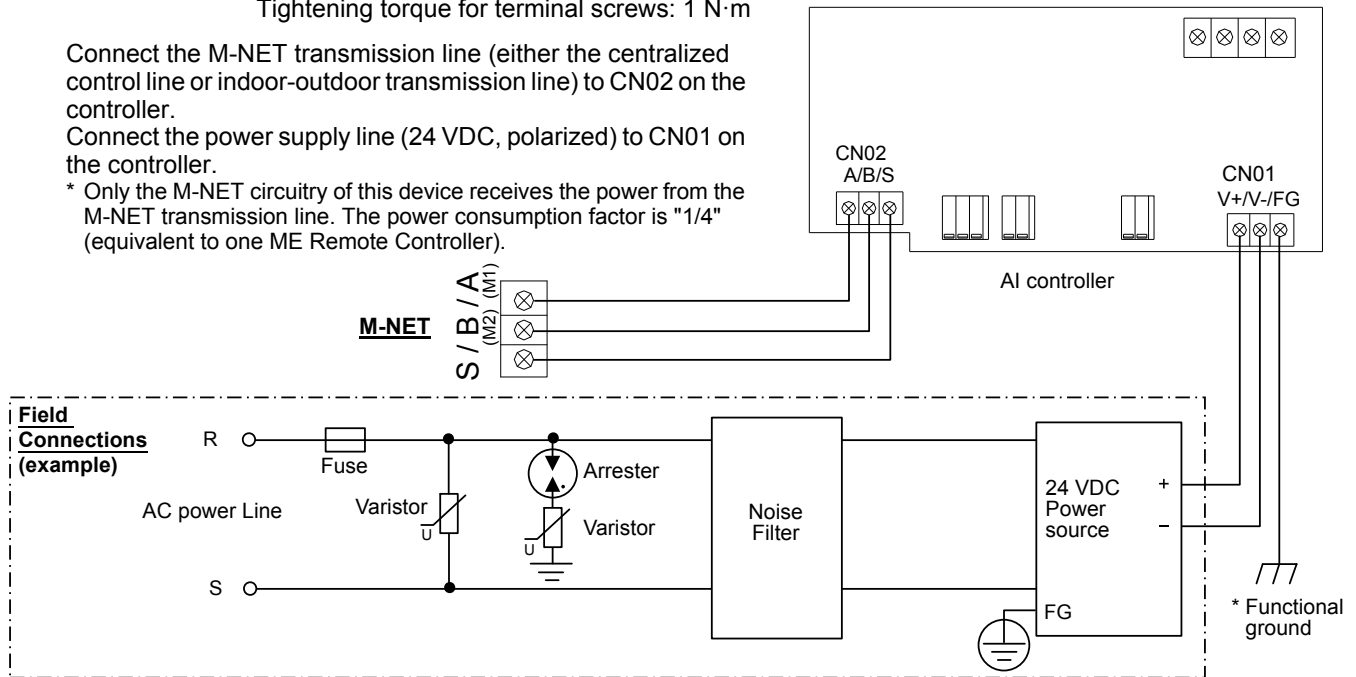 Tightening torque for terminal screws: 1 N·m
Connect the M-NET transmission line (either the centralized
control line or indoor-outdoor transmission line) to CN02 on the
controller.
Connect the power supply line (24 VDC, polarized) to CN01 on
the controller.
* Only the M-NET circuitry of this device receives the power from the
M-NET transmission line. The power consumption factor is "1/4"
(equivalent to one ME Remote Controller).
CN02
A/B/S
CN01
V+/V-/FG
AI controller
M-NET
S / B / A
(M2) (M1)
Field
Connections
(example)
R
Fuse
Arrester
AC power Line
Varistor
U
Varistor
U
Noise
Filter
24 VDC
Power
source
+
−
S
FG
* Functional
ground